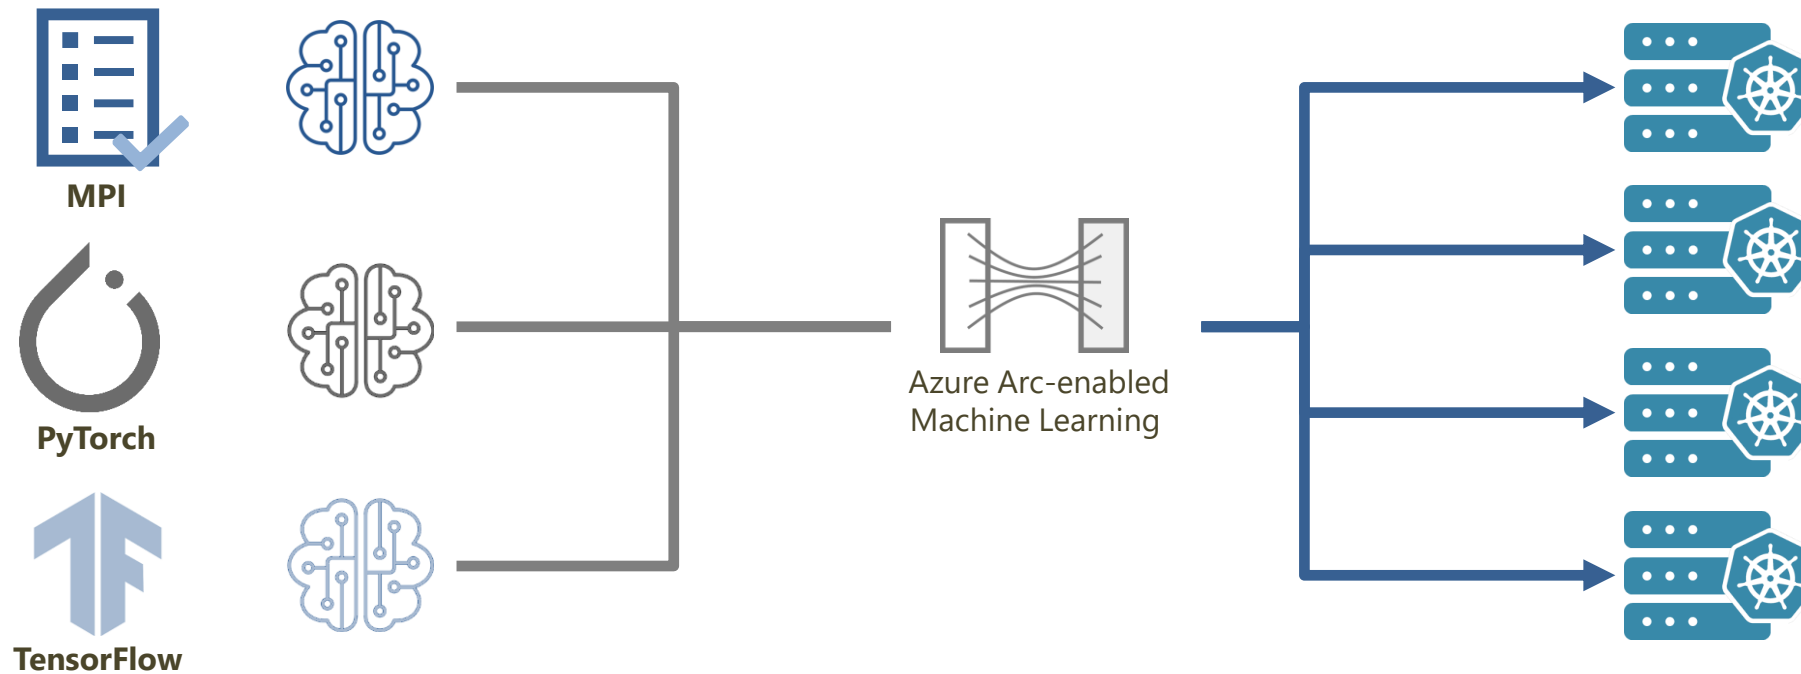 MPI
PyTorch
TensorFlow
Azure Arc-enabled
Machine Learning